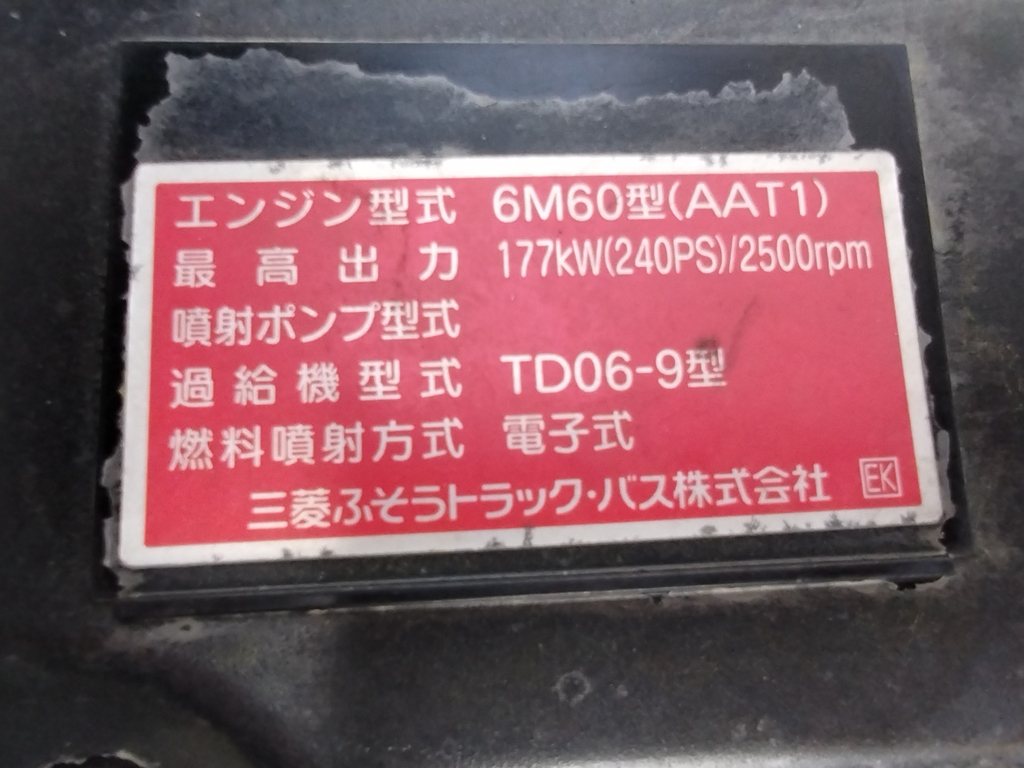 エンジン型式 6M60型(AAT1)
最高出力 177kW(240PS)/2500rpm
噴射ポンプ型式
過給機型式 TD06-9型
燃料噴射方式 電子式
三菱ふそうトラック・バス株式会社 EK